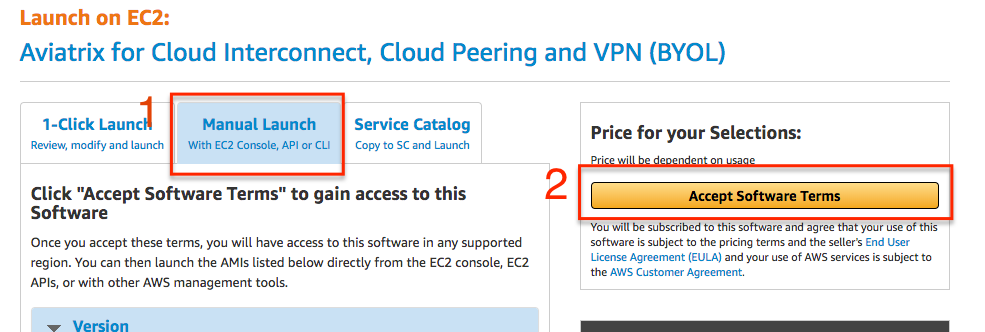 Launch on EC2:
Aviatrix for Cloud Interconnect, Cloud Peering and VPN (BYOL)
1
1-Click Launch
Review, modify and launch
Manual Launch
With EC2 Console, API or CLI
Service Catalog
Copy to SC and Launch
Click "Accept Software Terms" to gain access to this
Software
Once you accept these terms, you will have access to this software in any supported
region. You can then launch the AMIs listed below directly from the EC2 console, EC2
APIs, or with other AWS management tools.
Version
Price for your Selections:
Price will be dependent on usage
2
Accept Software Terms
You will be subscribed to this software and agree that your use of this
software is subject to the pricing terms and the seller's End User
License Agreement (EULA) and your use of AWS services is subject to
the AWS Customer Agreement.